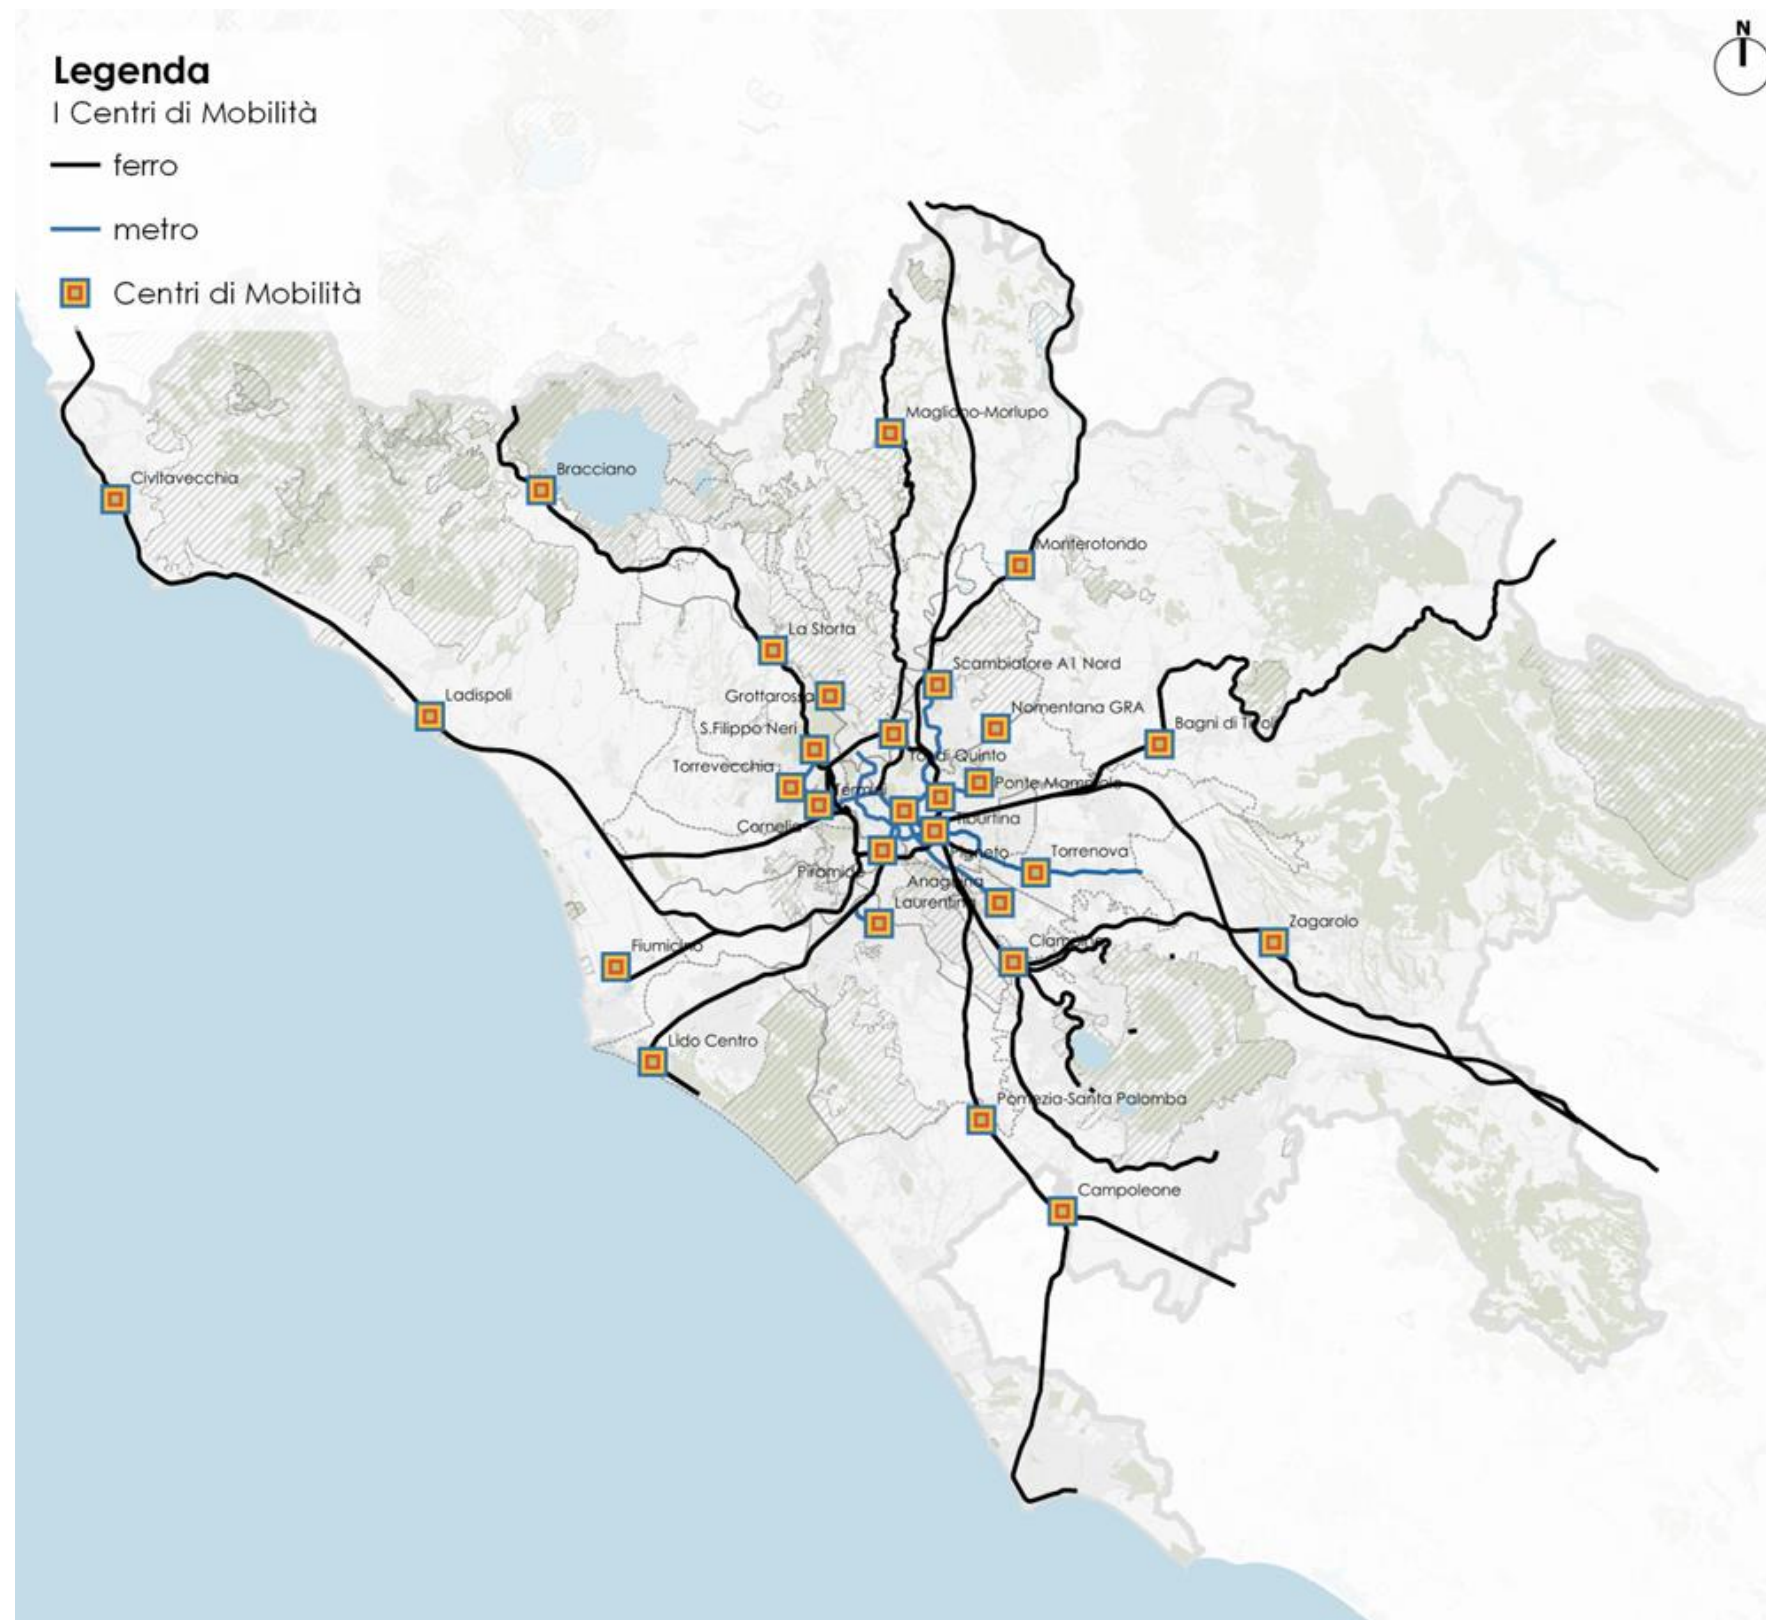 N
Legenda
I Centri di Mobilità
ferro
metro
Centri di Mobilità
Magliano-Morlupo
Bracciano
Civitavecchia
Monterotondo
La Storta
Scambiatore A1 Nord
Ladispoli
Grottarossa
Nomentana GRA
S.Filippo Neri
Bagni di Tivoli
Tor di Quinto
Torrevecchia
Ponte Mammolo
Termini
Tiburtina
Cornelia
Pigneto
Torrenova
Piramide
Anagnina
Laurentina
Zagarolo
Ciampino
Fiumicino
Lido Centro
Pomezia-Santa Palomba
Campoleone